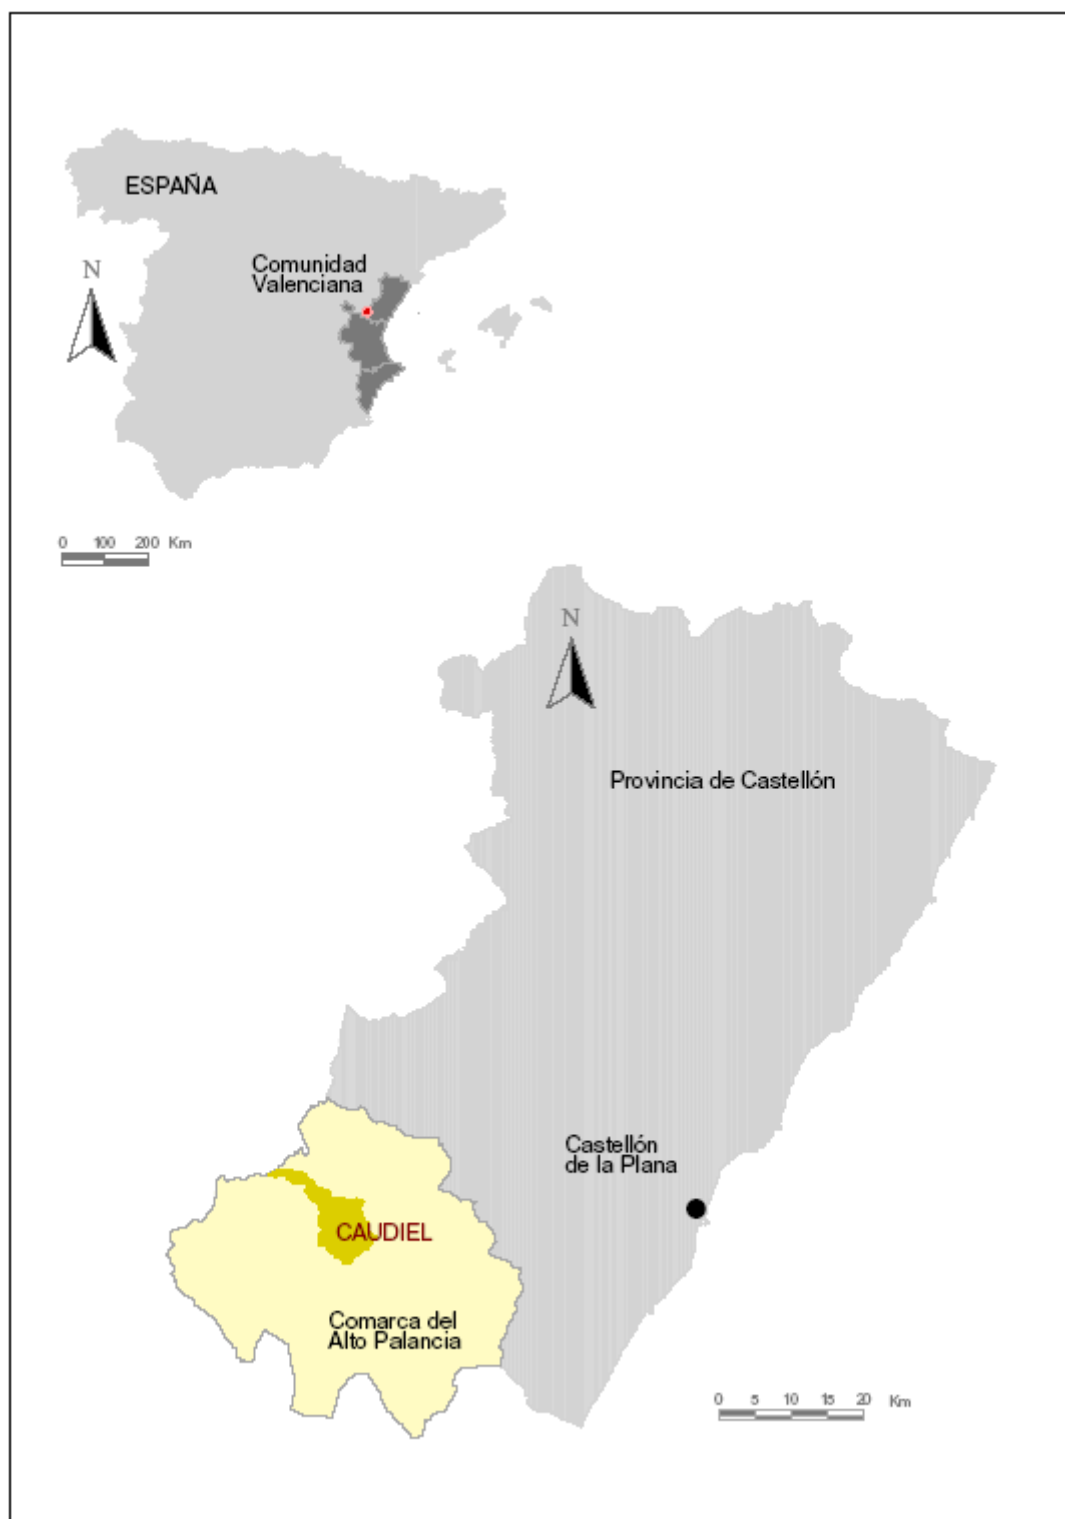 ESPAÑA
Comunidad
Valenciana
N
0 100 200 Km
N
Provincia de Castellón
Castellón
de la Plana
CAUDIEL
Comarca del
Alto Palancia
0 5 10 15 20 Km